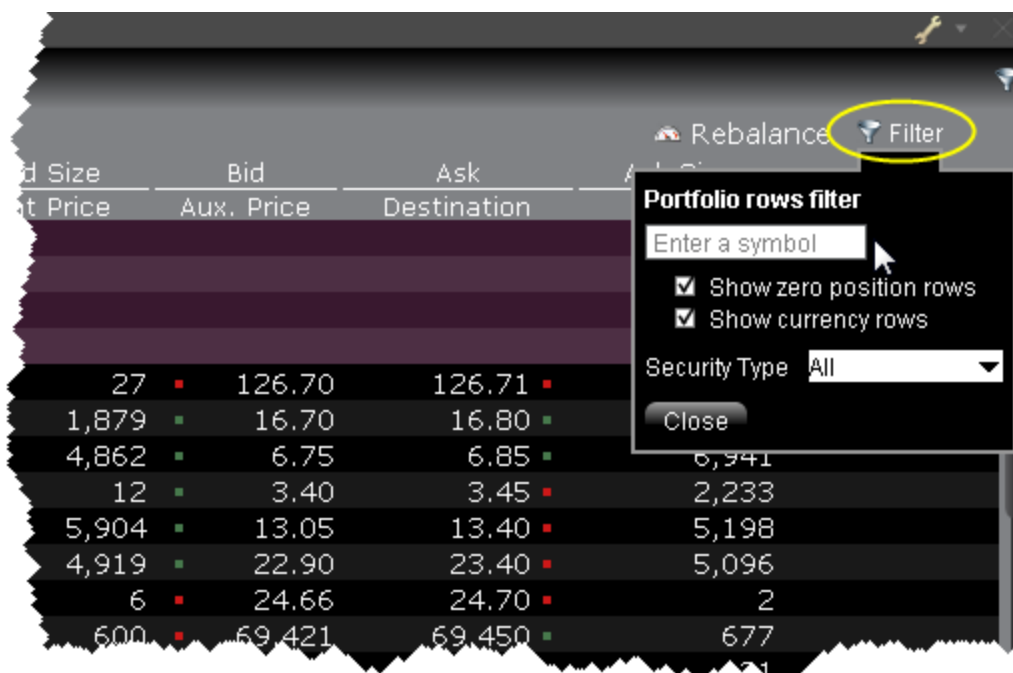 Rebalance Filter
d Size Bid Ask
t Price Aux. Price Destination
Portfolio rows filter
Enter a symbol
Show zero position rows
Show currency rows
Security Type All
Close
27 126.70 126.71
1,879 16.70 16.80
4,862 6.75 6.85 6,941
12 3.40 3.45 2,233
5,904 13.05 13.40 5,198
4,919 22.90 23.40 5,096
6 24.66 24.70 2
600 69.421 69.450 677